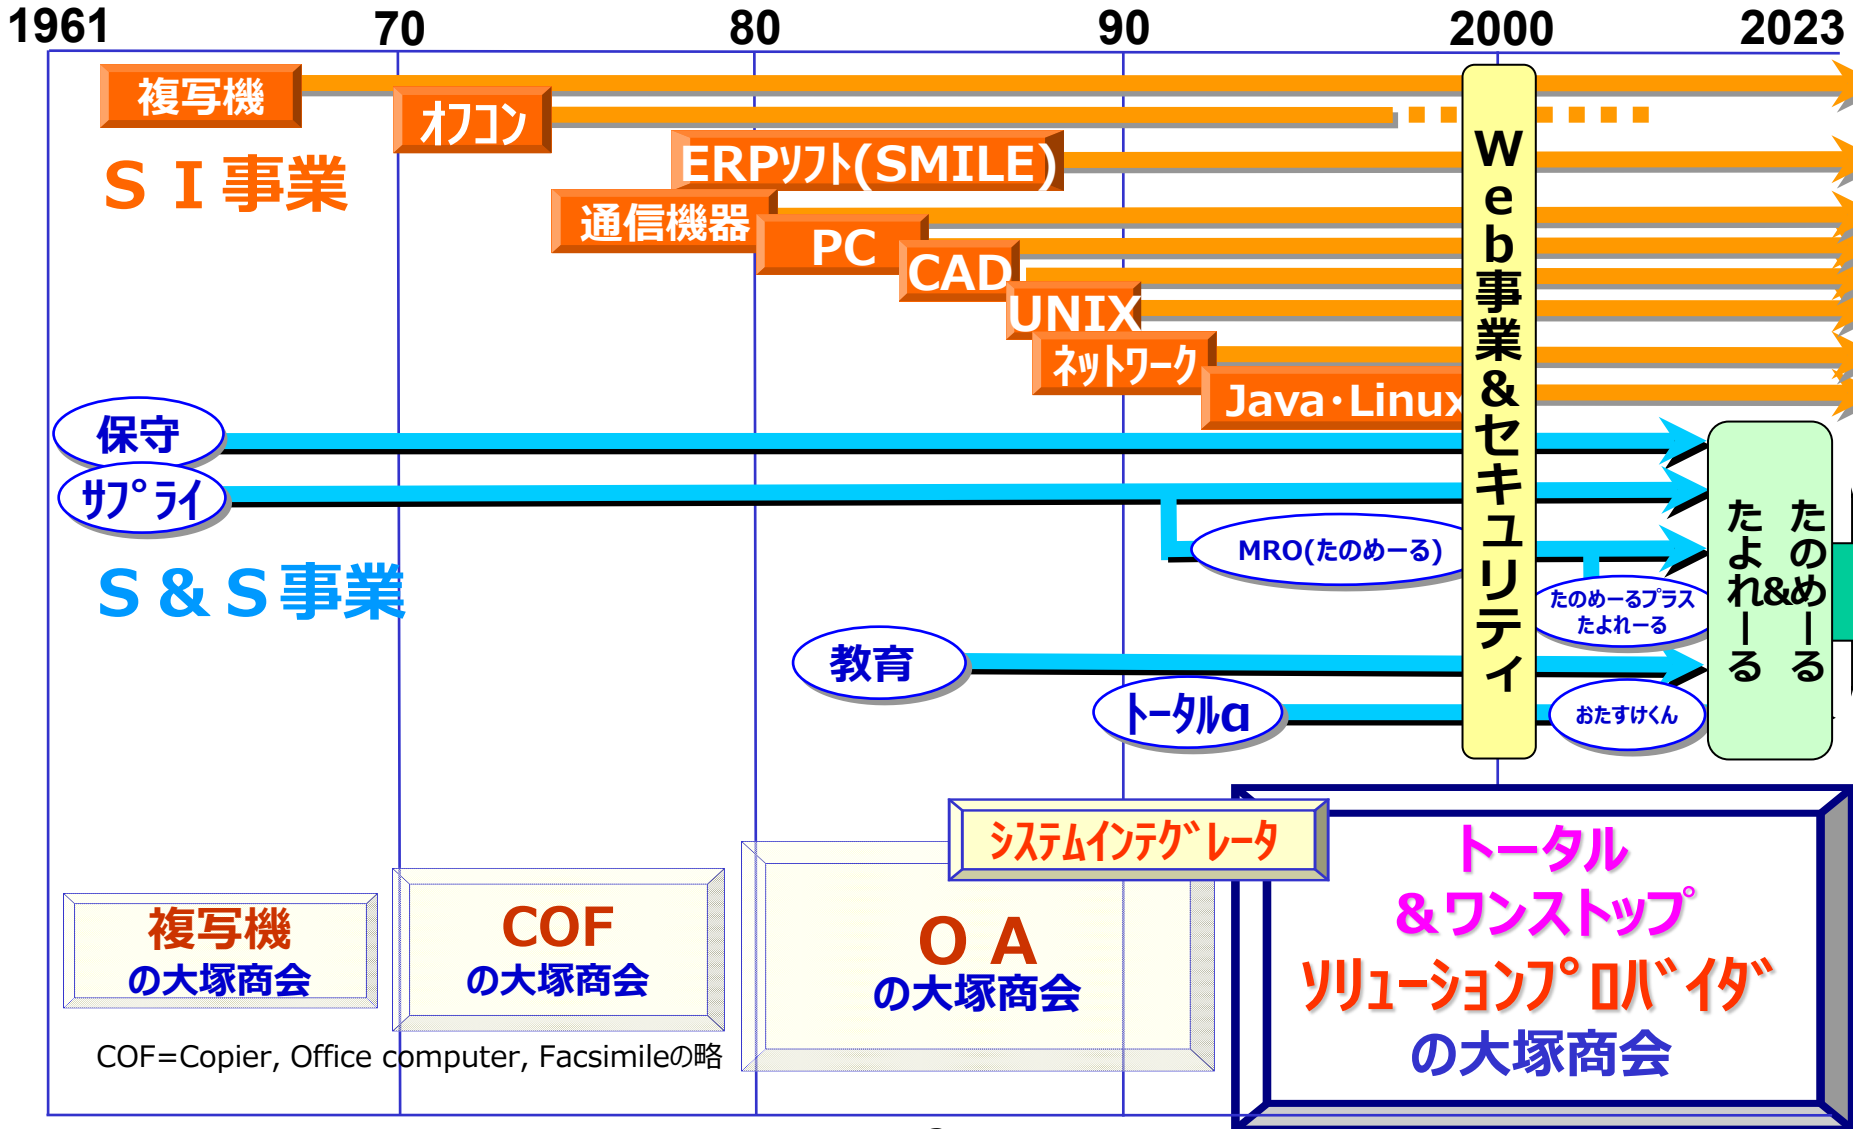 1961 70 80 90 2000 2023
複写機
ｵﾌｺﾝ
ERPｿﾌﾄ(SMILE)
ＳＩ事業
通信機器
PC
CAD
UNIX
ﾈｯﾄﾜｰｸ
Java･Linux
Ｗｅｂ事業＆セキュリティ
保守
ｻﾌﾟﾗｲ
MRO(たのめーる)
Ｓ＆Ｓ事業
たのめーるプラス
たよれーる
教育
ﾄｰﾀﾙα
おたすけくん
たのめーる
&
たよれーる
ｼｽﾃﾑｲﾝﾃｸﾞﾚｰﾀ
複写機
の大塚商会
COF
の大塚商会
ＯＡ
の大塚商会
トータル
＆ワンストップ
ｿﾘｭｰｼｮﾝﾌﾟﾛﾊﾞｲﾀﾞ
の大塚商会
COF=Copier, Office computer, Facsimileの略